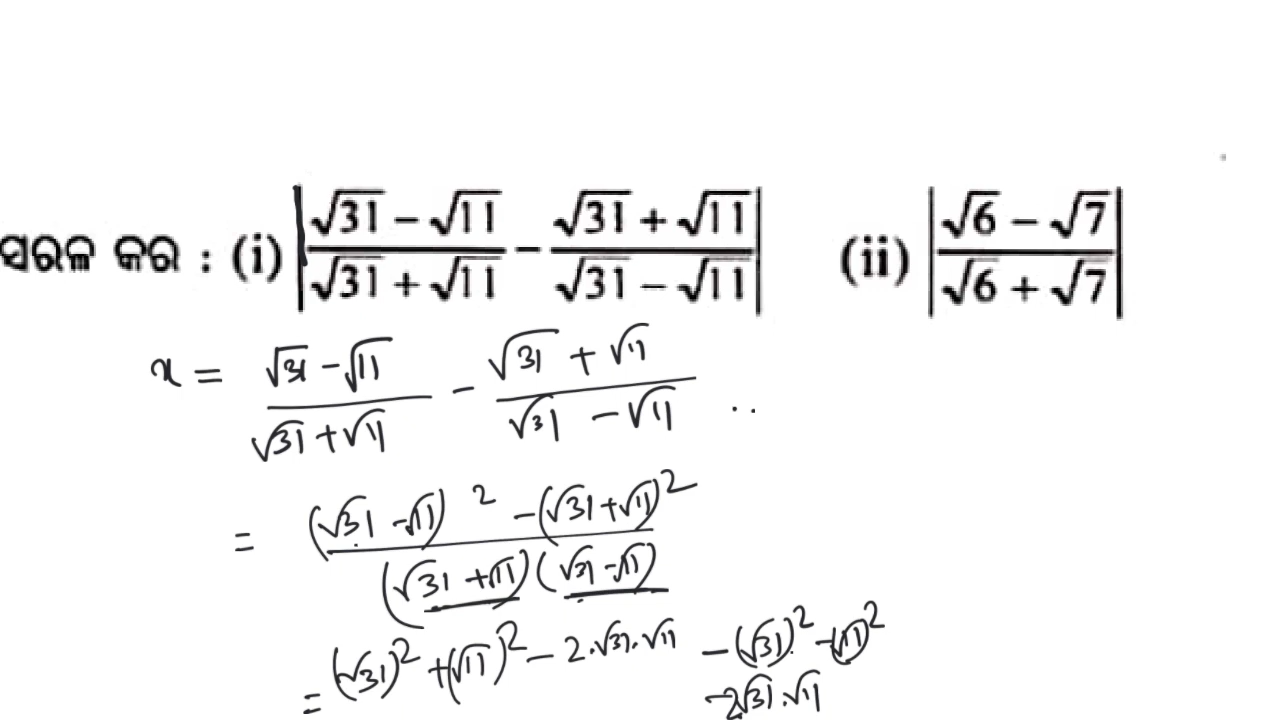 ସରଳ କର : (i) |(√31 − √11)/(√31 + √11) − (√31 + √11)/(√31 − √11)| (ii) |(√6 − √7)/(√6 + √7)|
x = (√31 − √11)/(√31 + √11) − (√31 + √11)/(√31 − √11) ..
= ((√31 − √11)² − (√31 + √11)²)/((√31 + √11)(√31 − √11))
= (√31)² + (√11)² − 2.√31.√11 − (√31)² − (√11)²
−2√31.√11